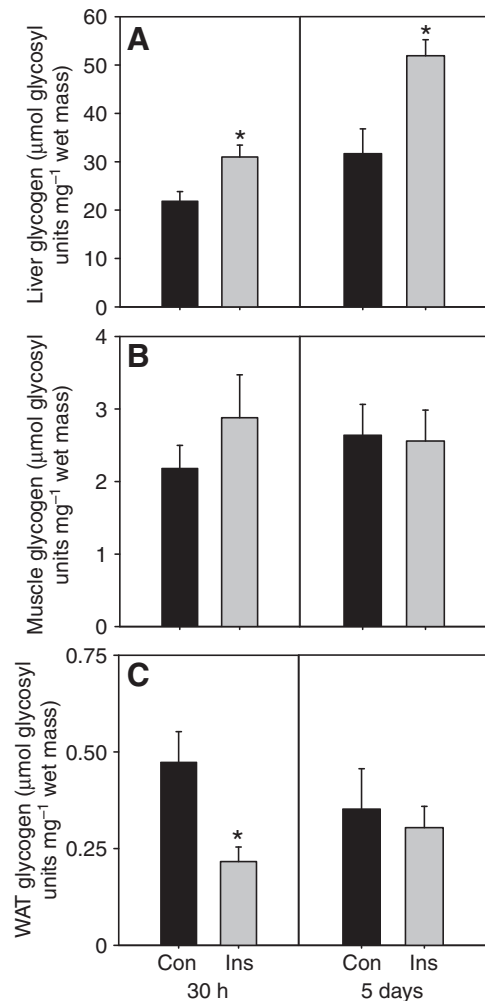 A
Liver glycogen (μmol glycosyl
units mg⁻¹ wet mass)
60
50
40
30
20
10
0
*
*
B
Muscle glycogen (μmol glycosyl
units mg⁻¹ wet mass)
4
3
2
1
0
C
WAT glycogen (μmol glycosyl
units mg⁻¹ wet mass)
0.75
0.50
0.25
0
*
Con Ins Con Ins
30 h 5 days